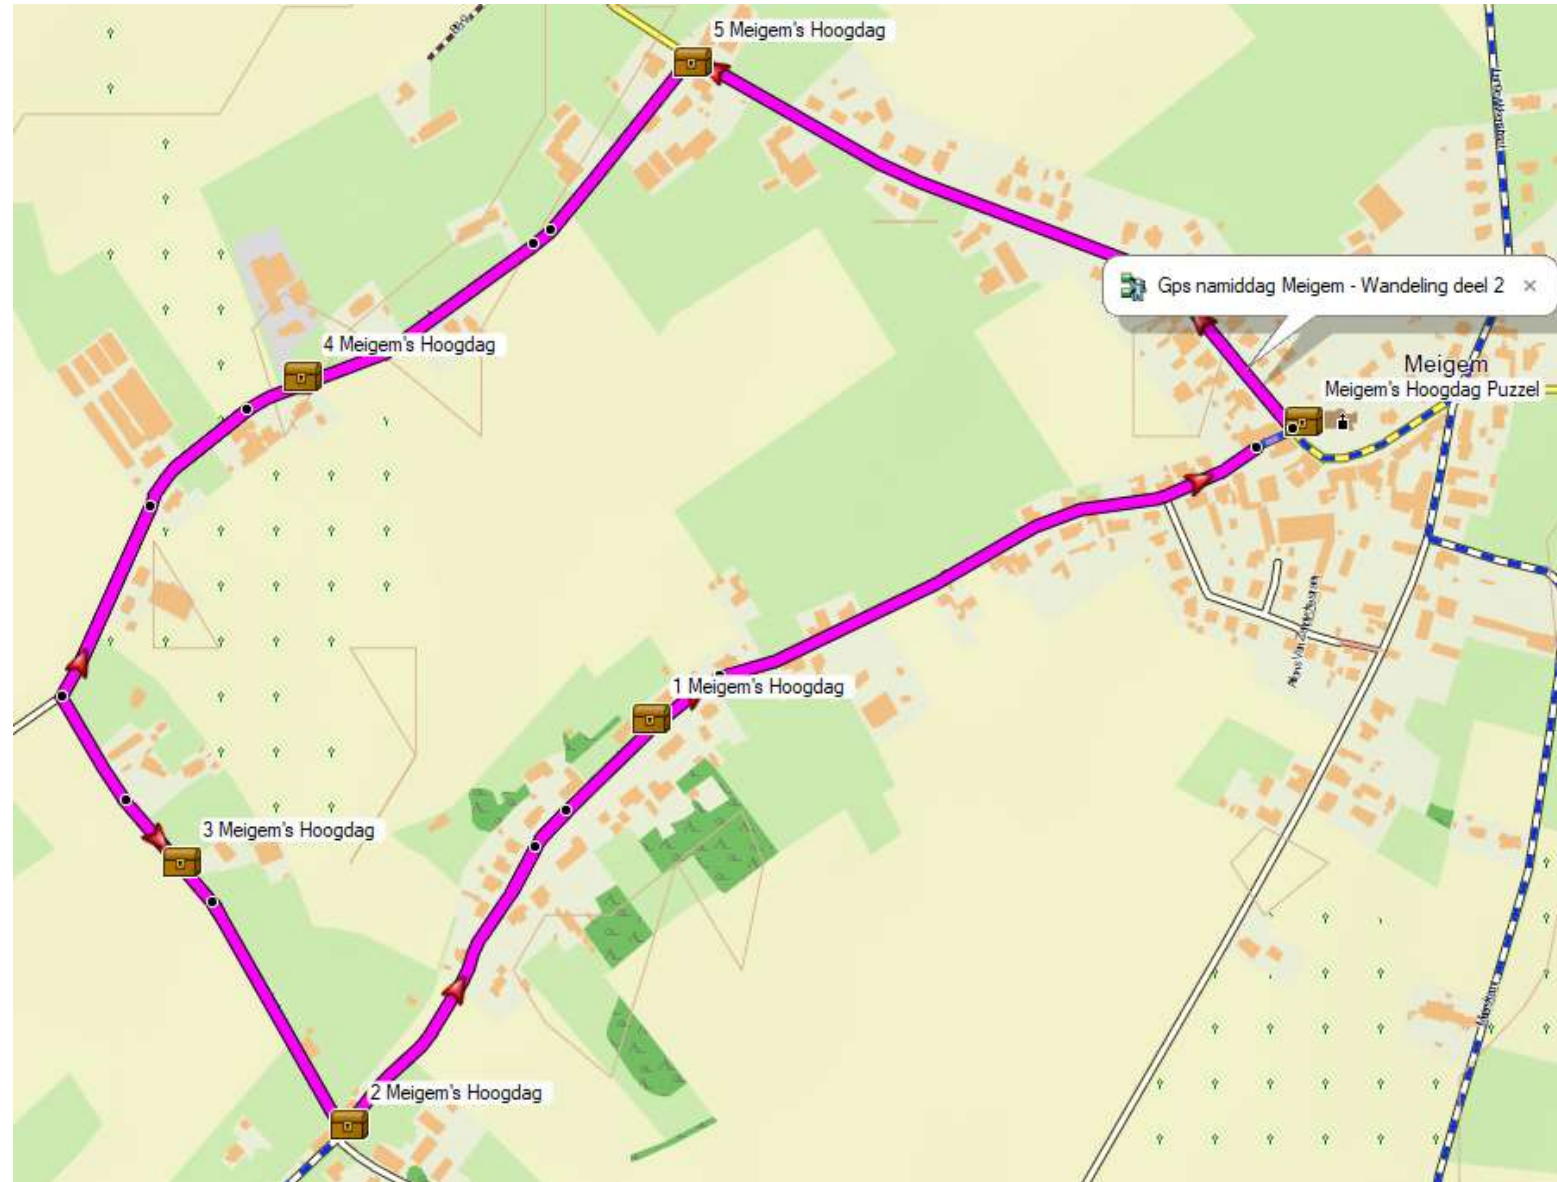 5 Meigem's Hoogdag
Gps namiddag Meigem - Wandeling deel 2
4 Meigem's Hoogdag
Meigem
Meigem's Hoogdag Puzzel
1 Meigem's Hoogdag
3 Meigem's Hoogdag
2 Meigem's Hoogdag